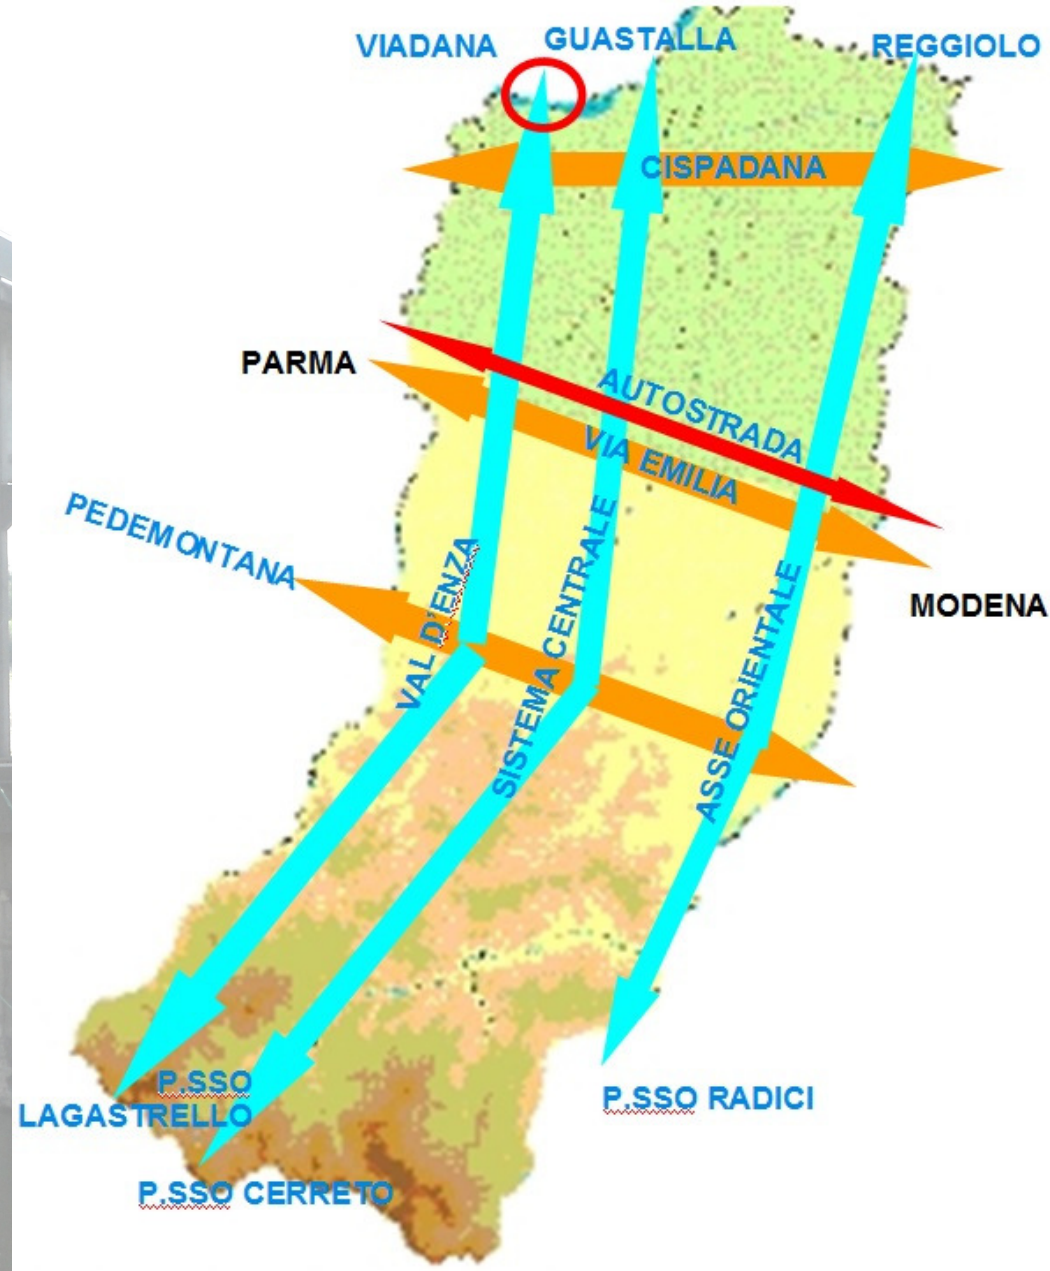 VIADANA
GUASTALLA
REGGIOLO
CISPADANA
PARMA
AUTOSTRADA
VIA EMILIA
PEDEMONTANA
MODENA
VAL D'ENZA
SISTEMA CENTRALE
ASSE ORIENTALE
P.SSO
LAGASTRELLO
P.SSO RADICI
P.SSO CERRETO